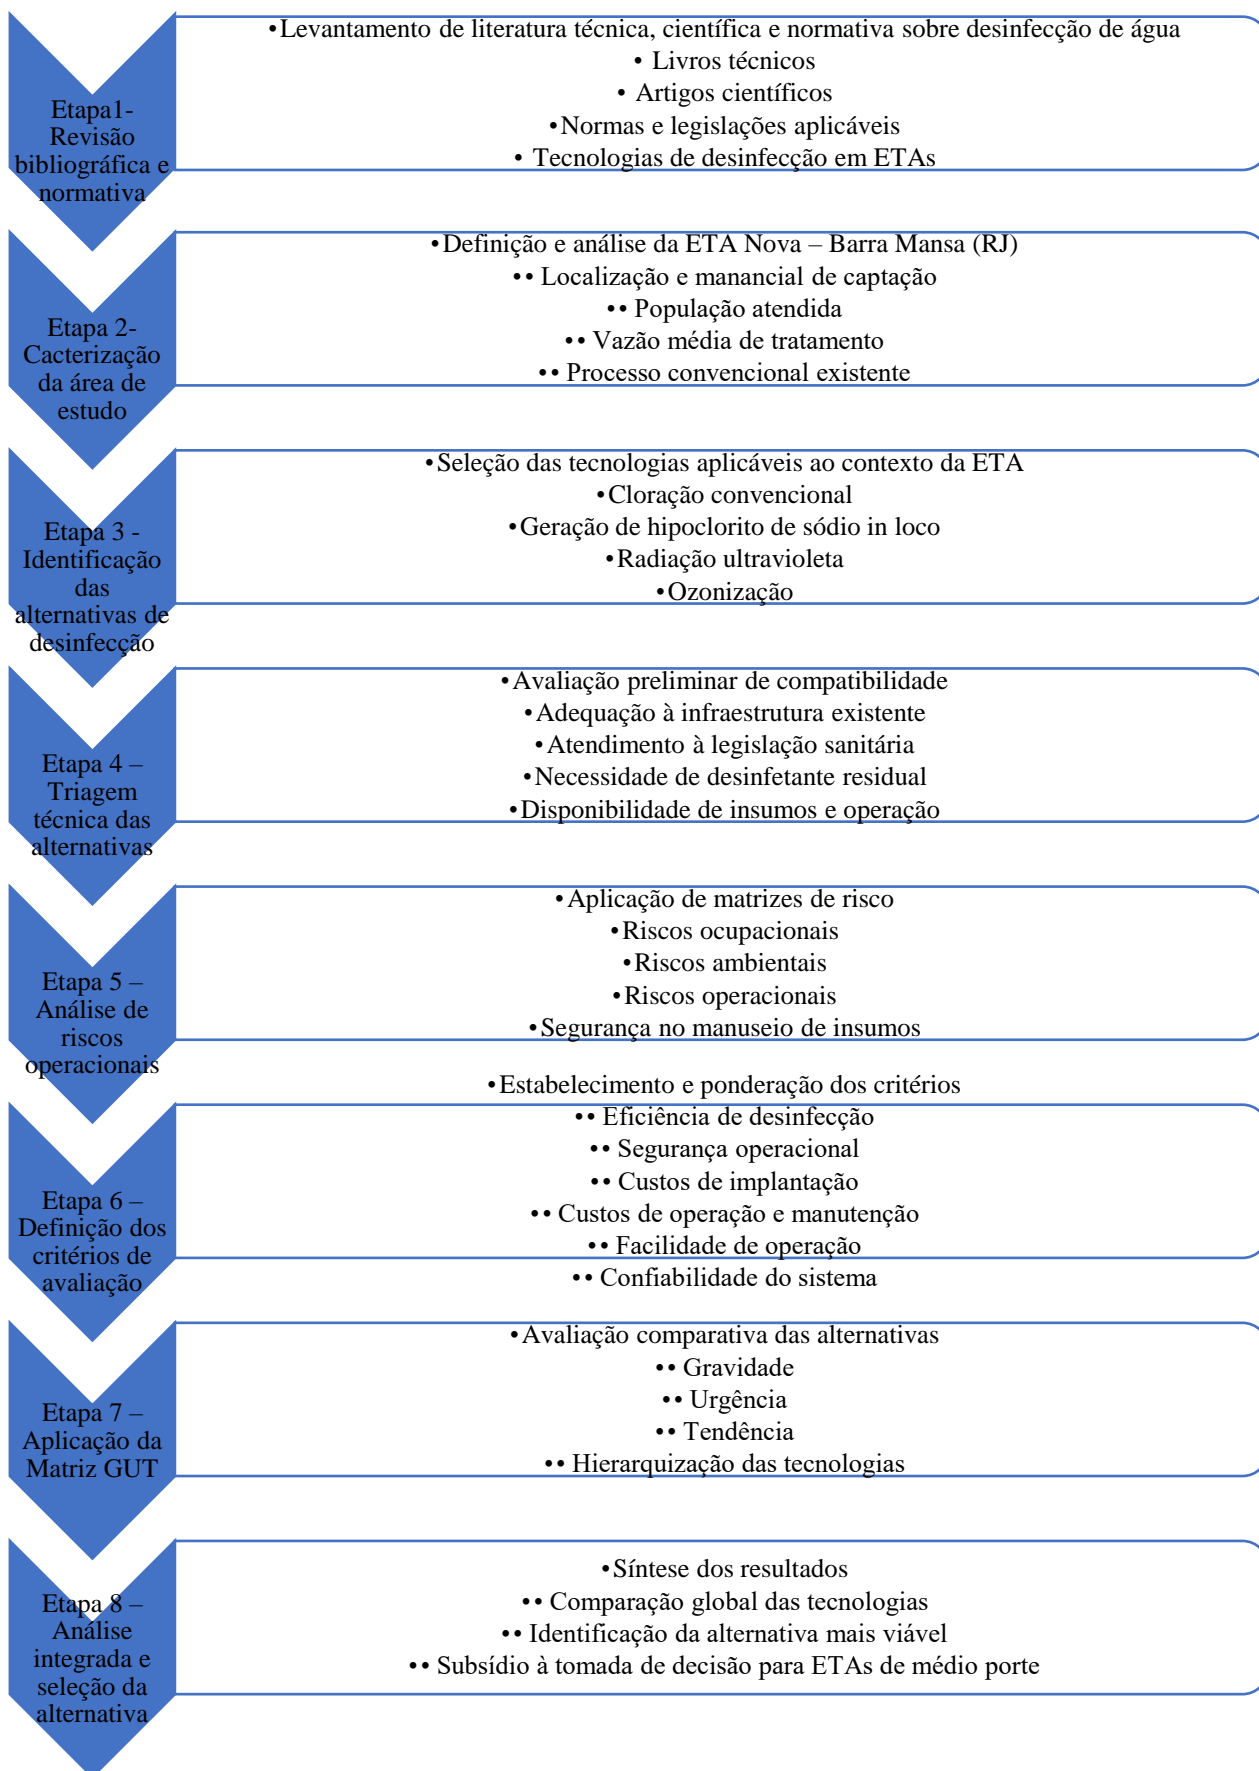 Etapa1-
Revisão
bibliográfica e
normativa
•Levantamento de literatura técnica, científica e normativa sobre desinfecção de água
• Livros técnicos
• Artigos científicos
•Normas e legislações aplicáveis
• Tecnologias de desinfecção em ETAs
Etapa 2-
Cacterização
da área de
estudo
•Definição e análise da ETA Nova – Barra Mansa (RJ)
•• Localização e manancial de captação
•• População atendida
•• Vazão média de tratamento
•• Processo convencional existente
Etapa 3 -
Identificação
das
alternativas de
desinfecção
•Seleção das tecnologias aplicáveis ao contexto da ETA
•Cloração convencional
•Geração de hipoclorito de sódio in loco
•Radiação ultravioleta
•Ozonização
Etapa 4 –
Triagem
técnica das
alternativas
•Avaliação preliminar de compatibilidade
•Adequação à infraestrutura existente
•Atendimento à legislação sanitária
•Necessidade de desinfetante residual
•Disponibilidade de insumos e operação
Etapa 5 –
Análise de
riscos
operacionais
•Aplicação de matrizes de risco
•Riscos ocupacionais
•Riscos ambientais
•Riscos operacionais
•Segurança no manuseio de insumos
Etapa 6 –
Definição dos
critérios de
avaliação
•Estabelecimento e ponderação dos critérios
•• Eficiência de desinfecção
•• Segurança operacional
•• Custos de implantação
•• Custos de operação e manutenção
•• Facilidade de operação
•• Confiabilidade do sistema
Etapa 7 –
Aplicação da
Matriz GUT
•Avaliação comparativa das alternativas
•• Gravidade
•• Urgência
•• Tendência
•• Hierarquização das tecnologias
Etapa 8 –
Análise
integrada e
seleção da
alternativa
•Síntese dos resultados
•• Comparação global das tecnologias
•• Identificação da alternativa mais viável
•• Subsídio à tomada de decisão para ETAs de médio porte